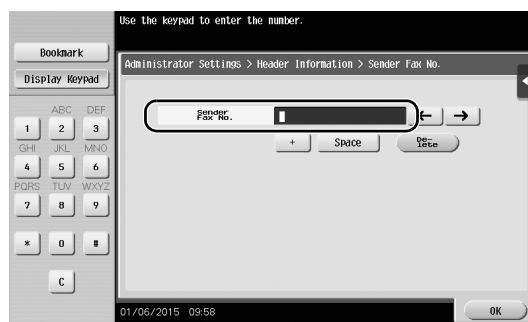 Use the keypad to enter the number.
Bookmark
Display Keypad
Administrator Settings > Header Information > Sender Fax No.
Sender
Fax No.
← →
+ Space De-
lete
ABC DEF
1 2 3
GHI JKL MNO
4 5 6
PQRS TUV WXYZ
7 8 9
* 0 #
C
01/06/2015 09:58
OK